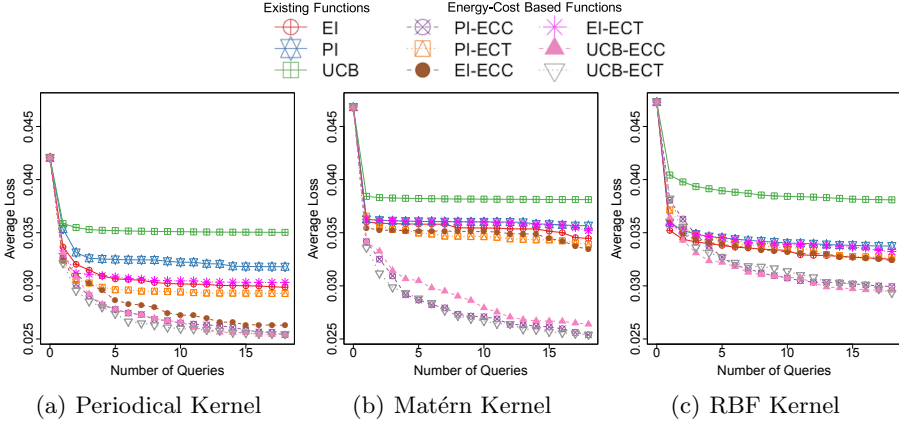 Existing Functions Energy-Cost Based Functions
EI PI-ECC EI-ECT
PI PI-ECT UCB-ECC
UCB EI-ECC UCB-ECT
Average Loss
0.045
0.040
0.035
0.030
0.025
0 5 10 15
Number of Queries
(a) Periodical Kernel
Average Loss
0.045
0.040
0.035
0.030
0.025
0 5 10 15
Number of Queries
(b) Matérn Kernel
Average Loss
0.045
0.040
0.035
0.030
0.025
0 5 10 15
Number of Queries
(c) RBF Kernel